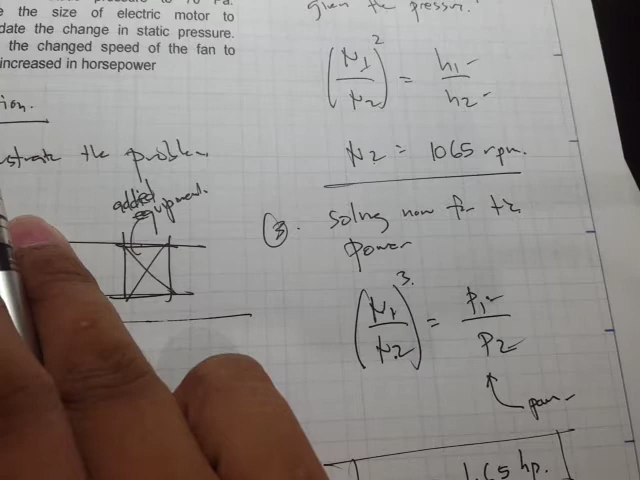 the size of electric motor to
date the change in static pressure.
the changed speed of the fan to
increased in horsepower
strate the problem
added
equipment.
given the pressure.
(N1/N2)^2 = h1/h2
N2 = 1065 rpm.
3. solving now for the
power
(N1/N2)^3 = P1/P2
1.65 hp.